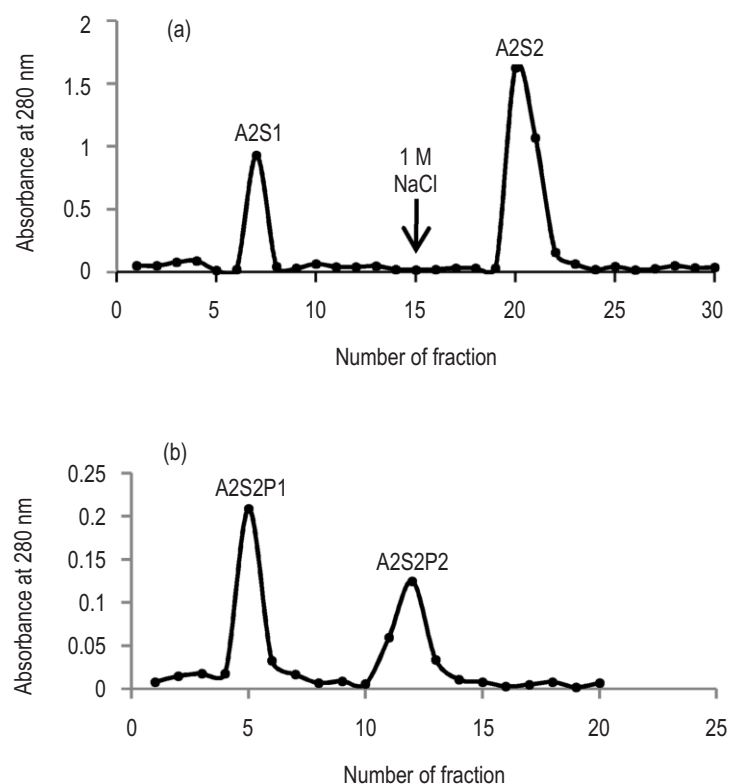 (a)
Absorbance at 280 nm
2
1.5
1
0.5
0
A2S1
1 M
NaCl
A2S2
0 5 10 15 20 25 30
Number of fraction
(b)
Absorbance at 280 nm
0.25
0.2
0.15
0.1
0.05
0
A2S2P1
A2S2P2
0 5 10 15 20 25
Number of fraction